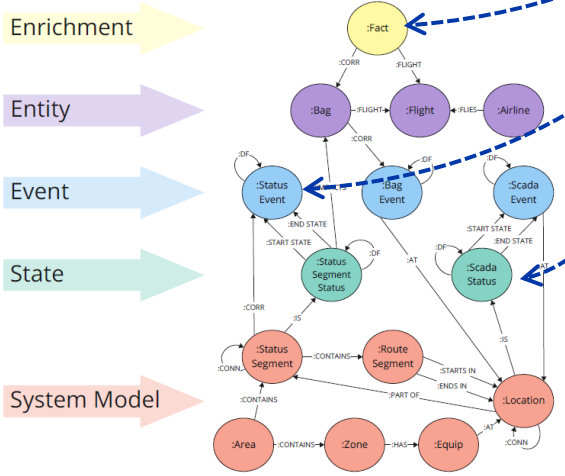 Enrichment
:Fact
:CORR
:FLIGHT
Entity
:Bag
:FLIGHT
:Flight
:FLIES
:Airline
:CORR
Event
:DF
:Status
Event
:DF
:Bag
Event
:DF
:Scada
Event
:END STATE
:START STATE
:START STATE
:END STATE
State
:Status
Segment
Status
:DF
:AT
:DF
:Scada
Status
:AT
:CORR
:IS
:IS
:Status
Segment
:CONN
:CONTAINS
:Route
Segment
:STARTS IN
:ENDS IN
System Model
:CONTAINS
:PART OF
:Location
:Area
:CONTAINS
:Zone
:HAS
:Equip
:AT
:CONN